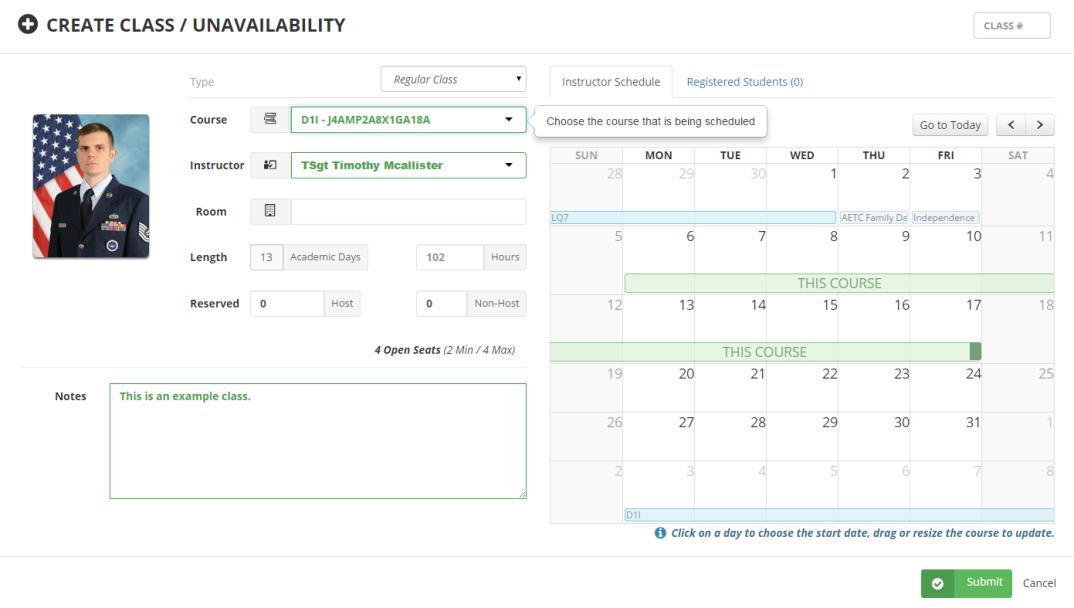 CREATE CLASS / UNAVAILABILITY
CLASS #
Type
Regular Class
Course
D1I - J4AMP2A8X1GA18A
Choose the course that is being scheduled
Instructor
TSgt Timothy Mcallister
Room
Length
13 Academic Days
102 Hours
Reserved
0 Host
0 Non-Host
4 Open Seats (2 Min / 4 Max)
Notes
This is an example class.
Instructor Schedule
Registered Students (0)
Go to Today
< >
SUN MON TUE WED THU FRI SAT
28 29 30 1 2 3 4
LQ7 AETC Family Da Independence
5 6 7 8 9 10 11
THIS COURSE
12 13 14 15 16 17 18
THIS COURSE
19 20 21 22 23 24 25
26 27 28 29 30 31 1
2 3 4 5 6 7 8
D1I
Click on a day to choose the start date, drag or resize the course to update.
Submit
Cancel